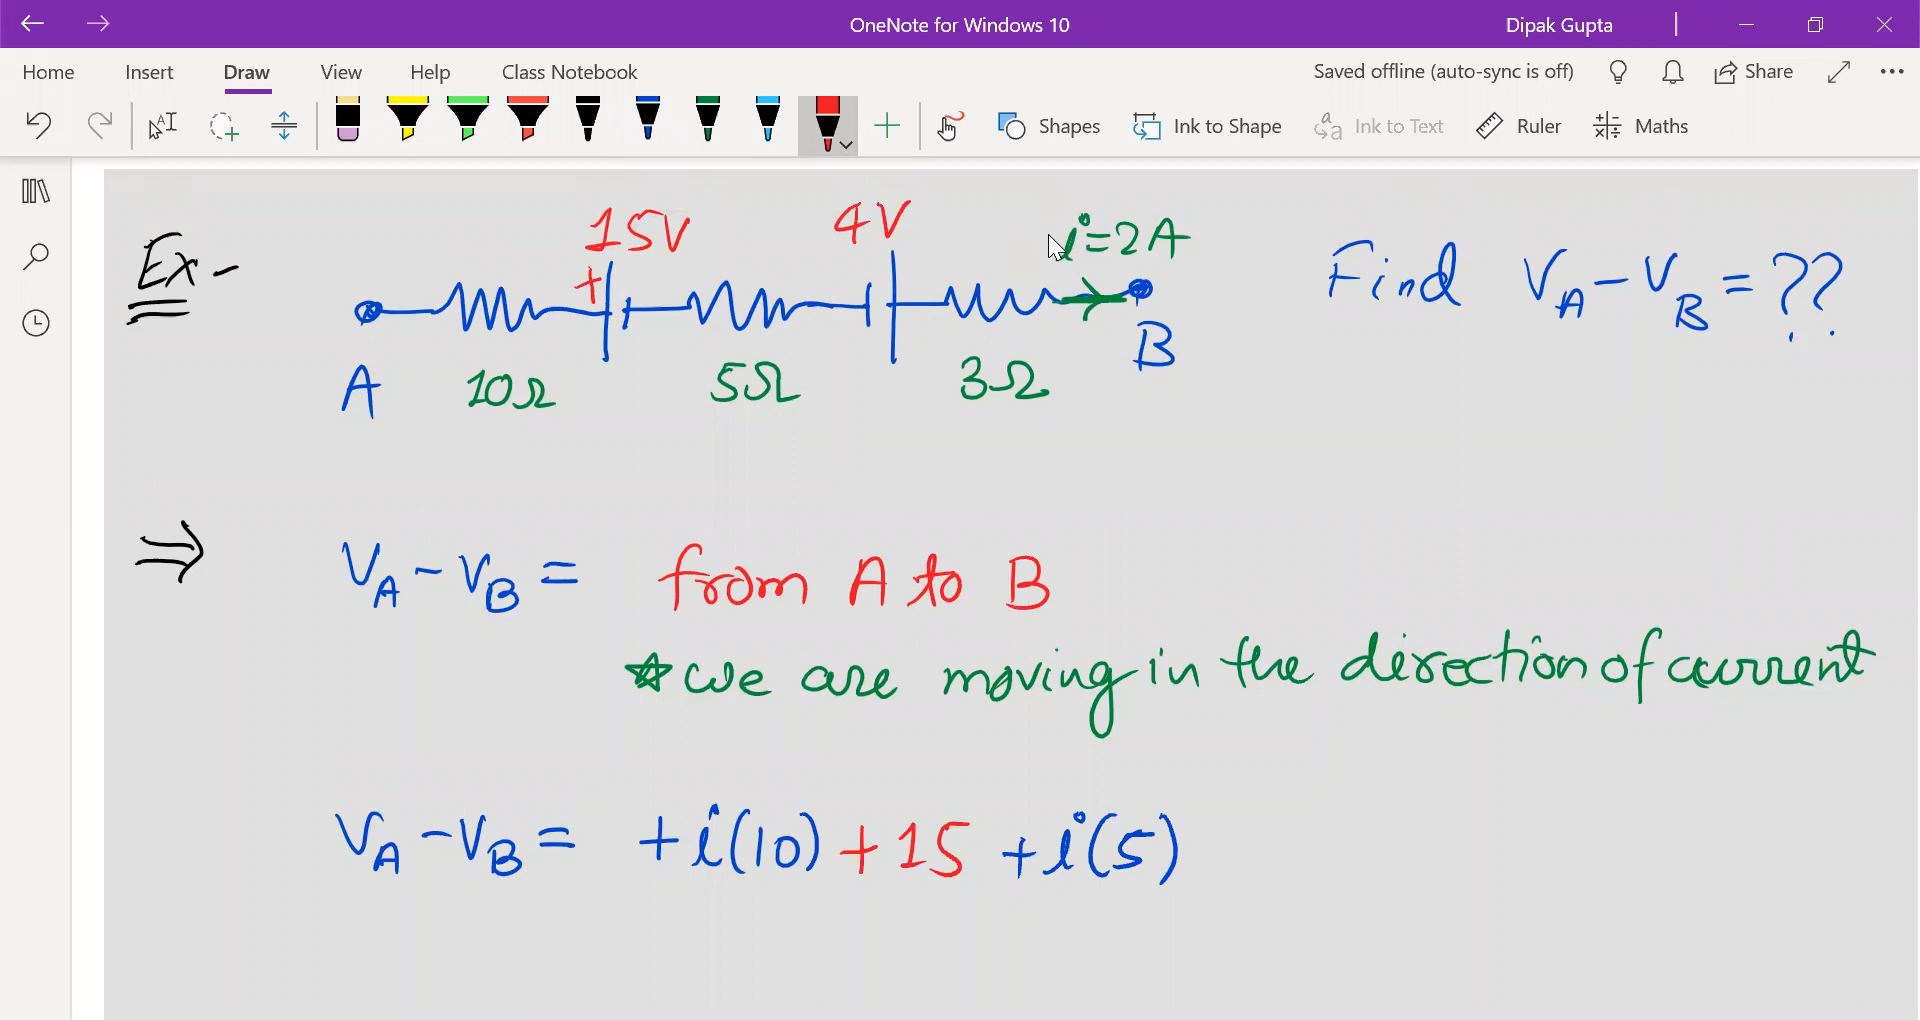 OneNote for Windows 10
Dipak Gupta
Home Insert Draw View Help Class Notebook
Saved offline (auto-sync is off) Share
Shapes Ink to Shape Ink to Text Ruler Maths
15V 4V i=2A
Ex- + Find VA-VB=??
A 10Ω 5Ω 3Ω B
⇒ VA-VB= from A to B
* we are moving in the direction of current
VA-VB= +i(10) +15 +i(5)